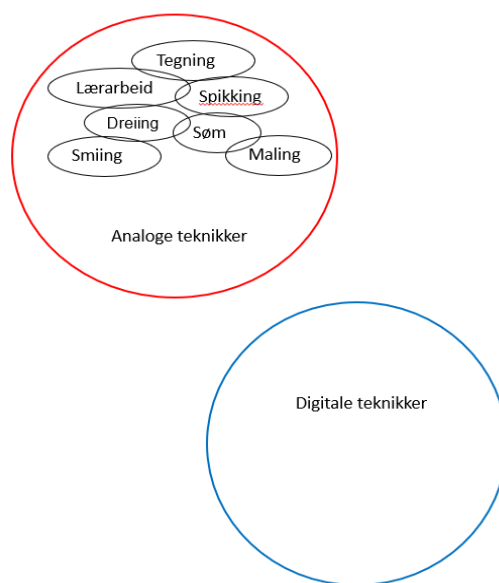 Tegning
Lærarbeid
Spikking
Dreiing
Søm
Smiing
Maling
Analoge teknikker
Digitale teknikker